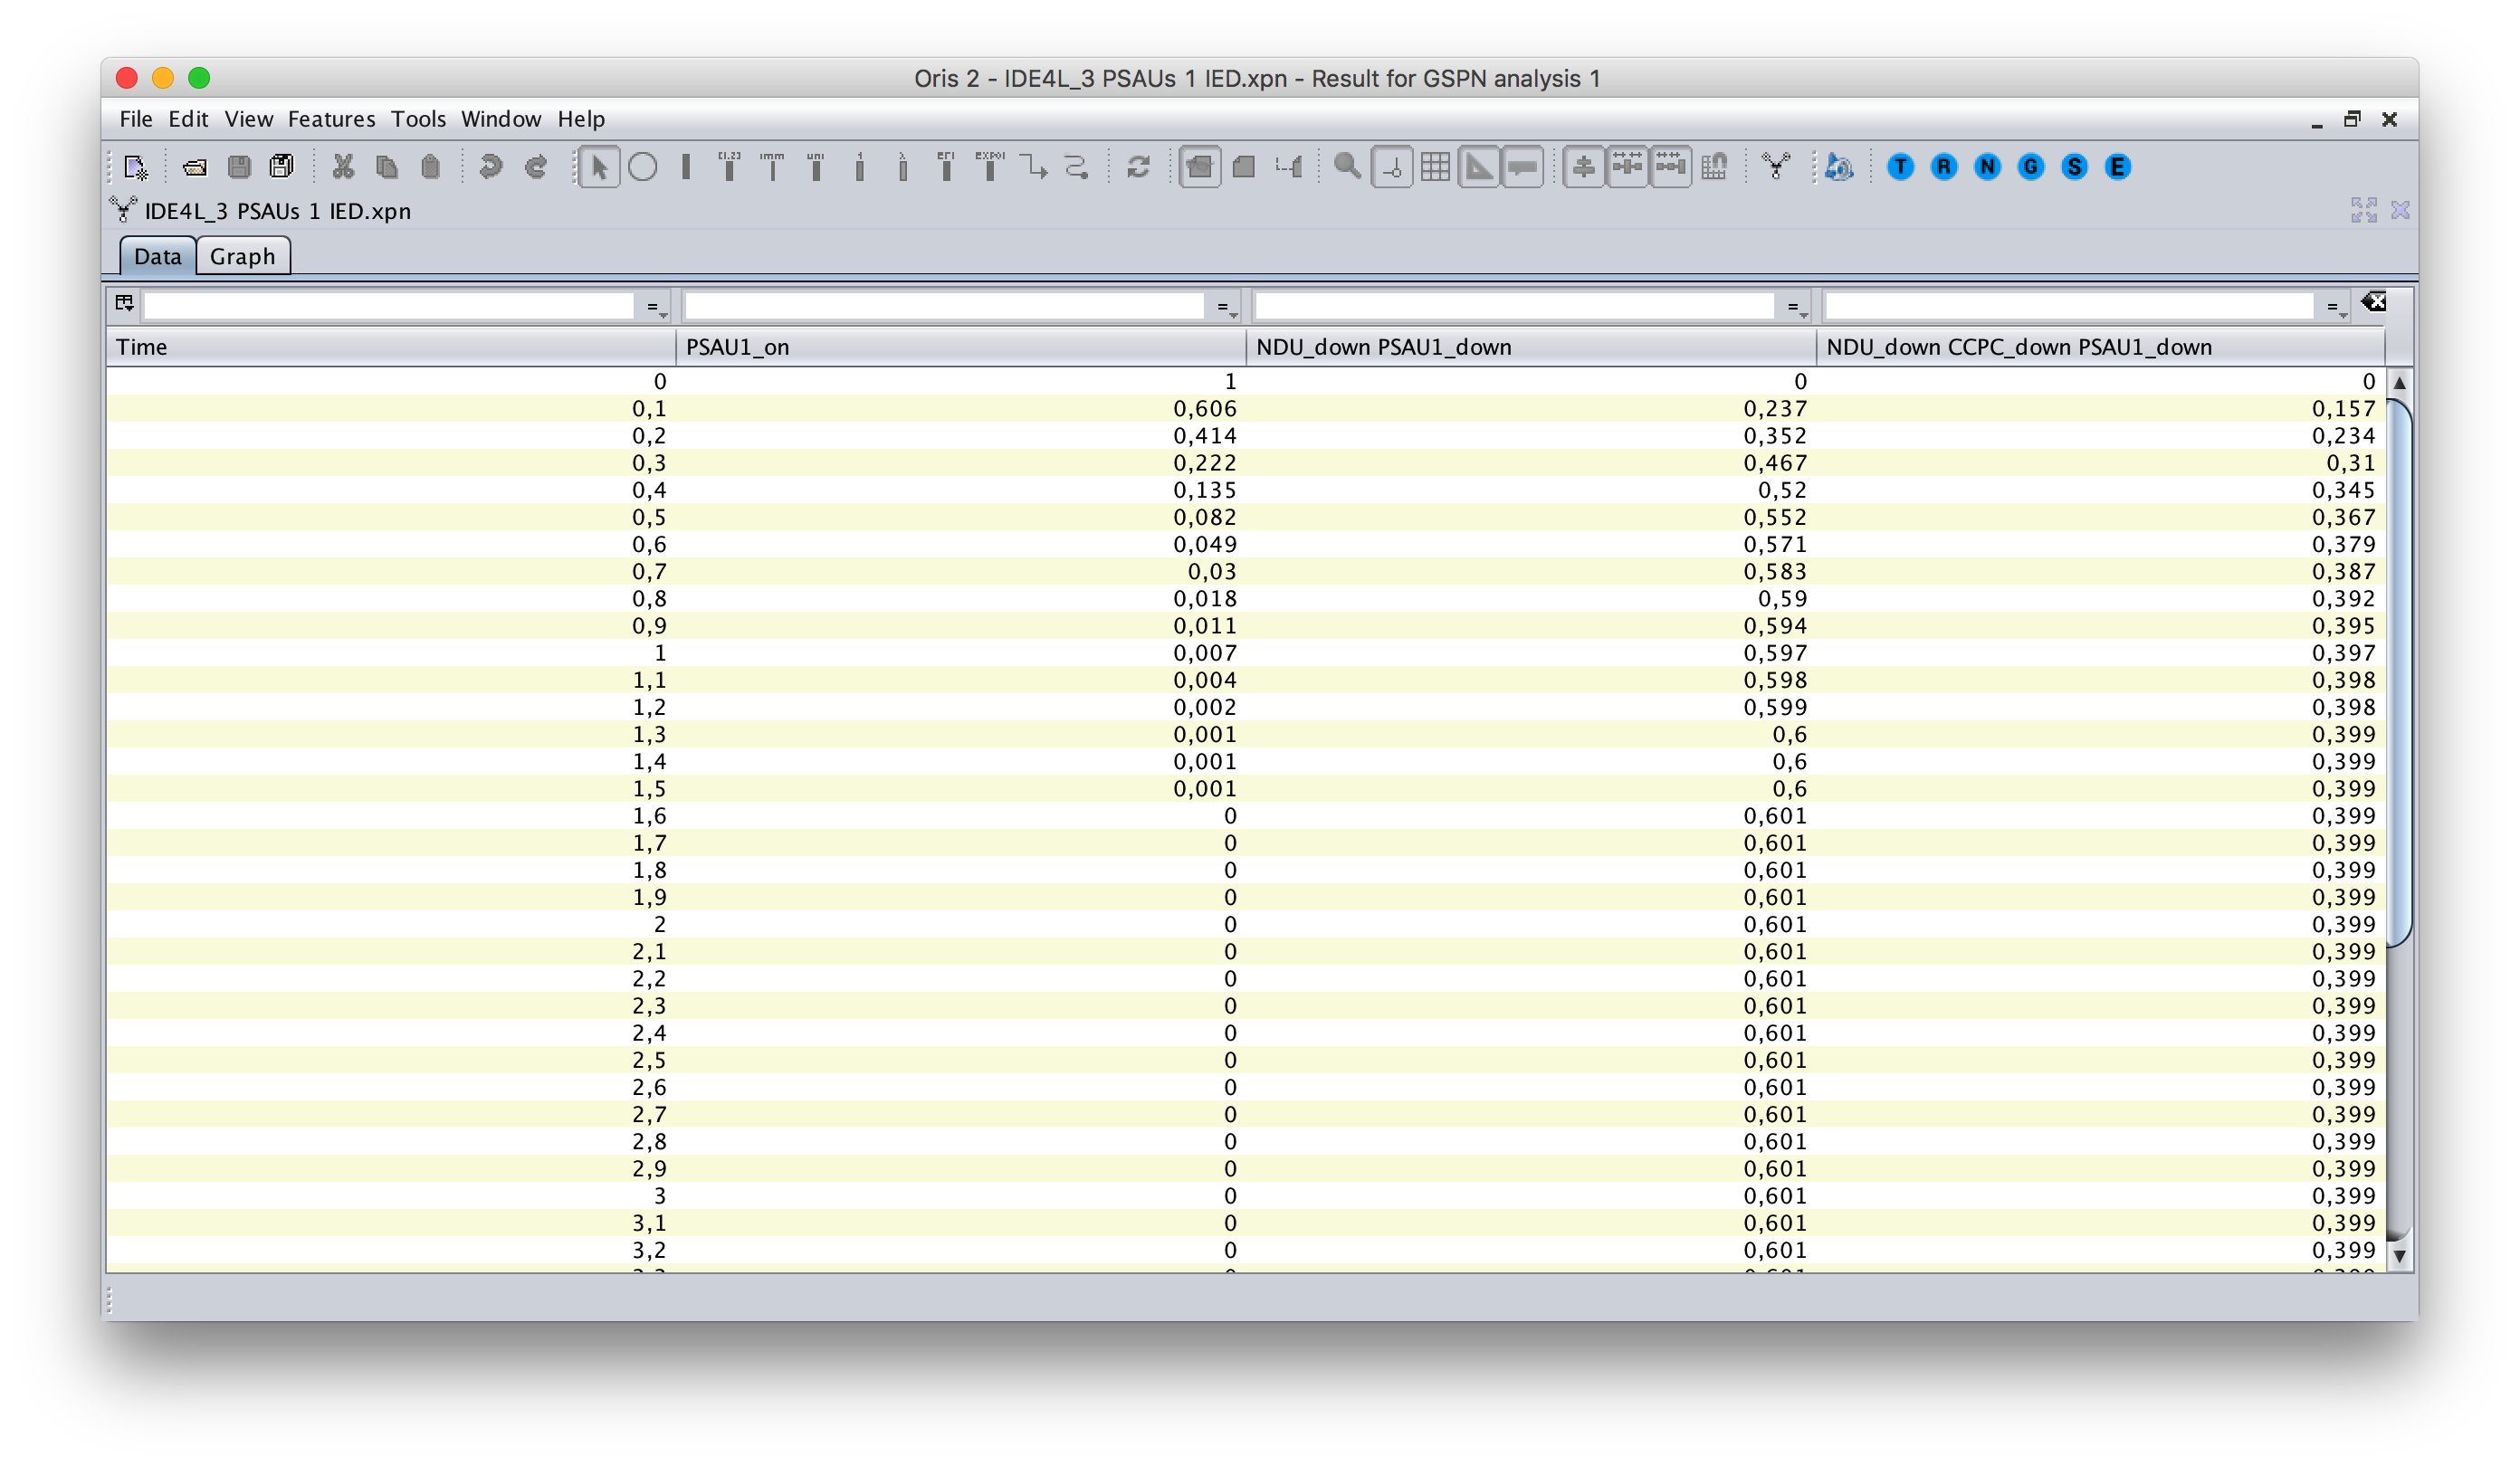 Oris 2 - IDE4L_3 PSAUs 1 IED.xpn - Result for GSPN analysis 1
File Edit View Features Tools Window Help
[1,2] imm uni 1 λ EXPOL T R N G S E
IDE4L_3 PSAUs 1 IED.xpn
Data Graph
= = = =
Time PSAU1_on NDU_down PSAU1_down NDU_down CCPC_down PSAU1_down
0 1 0 0
0,1 0,606 0,237 0,157
0,2 0,414 0,352 0,234
0,3 0,222 0,467 0,31
0,4 0,135 0,52 0,345
0,5 0,082 0,552 0,367
0,6 0,049 0,571 0,379
0,7 0,03 0,583 0,387
0,8 0,018 0,59 0,392
0,9 0,011 0,594 0,395
1 0,007 0,597 0,397
1,1 0,004 0,598 0,398
1,2 0,002 0,599 0,398
1,3 0,001 0,6 0,399
1,4 0,001 0,6 0,399
1,5 0,001 0,6 0,399
1,6 0 0,601 0,399
1,7 0 0,601 0,399
1,8 0 0,601 0,399
1,9 0 0,601 0,399
2 0 0,601 0,399
2,1 0 0,601 0,399
2,2 0 0,601 0,399
2,3 0 0,601 0,399
2,4 0 0,601 0,399
2,5 0 0,601 0,399
2,6 0 0,601 0,399
2,7 0 0,601 0,399
2,8 0 0,601 0,399
2,9 0 0,601 0,399
3 0 0,601 0,399
3,1 0 0,601 0,399
3,2 0 0,601 0,399